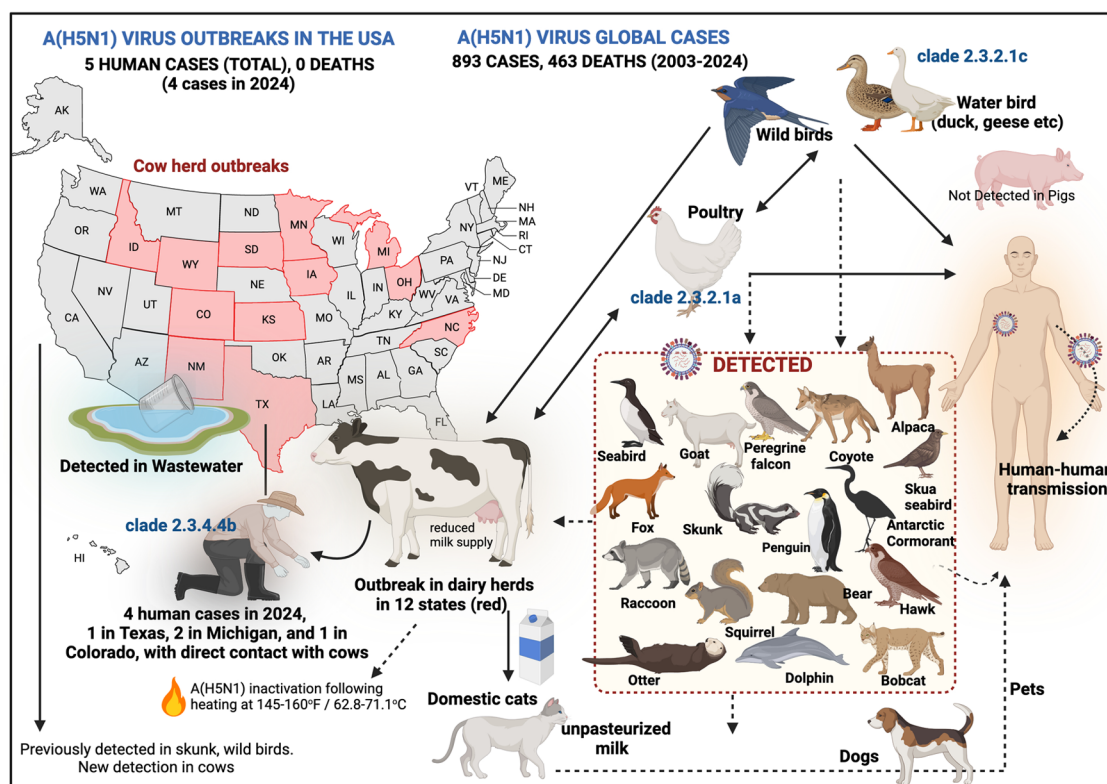 A(H5N1) VIRUS OUTBREAKS IN THE USA
5 HUMAN CASES (TOTAL), 0 DEATHS
(4 cases in 2024)
A(H5N1) VIRUS GLOBAL CASES
893 CASES, 463 DEATHS (2003-2024)
clade 2.3.2.1c
Water bird
(duck, geese etc)
Wild birds
Not Detected in Pigs
Poultry
clade 2.3.2.1a
Cow herd outbreaks
AK
WA
OR
CA
NV
ID
MT
WY
UT
AZ
CO
NM
ND
SD
NE
KS
OK
TX
MN
IA
MO
AR
LA
WI
IL
MI
IN
OH
KY
TN
MS
AL
GA
FL
SC
NC
VA
WV
PA
NY
VT
ME
NH
MA
RI
CT
NJ
DE
MD
HI
Detected in Wastewater
clade 2.3.4.4b
4 human cases in 2024,
1 in Texas, 2 in Michigan, and 1 in
Colorado, with direct contact with cows
reduced
milk supply
Outbreak in dairy herds
in 12 states (red)
A(H5N1) inactivation following
heating at 145-160ºF / 62.8-71.1ºC
Previously detected in skunk, wild birds.
New detection in cows
Domestic cats
unpasteurized
milk
DETECTED
Seabird
Goat
Peregrine
falcon
Coyote
Alpaca
Skua
seabird
Fox
Skunk
Penguin
Antarctic
Cormorant
Raccoon
Squirrel
Bear
Hawk
Otter
Dolphin
Bobcat
Human-human
transmission
Pets
Dogs